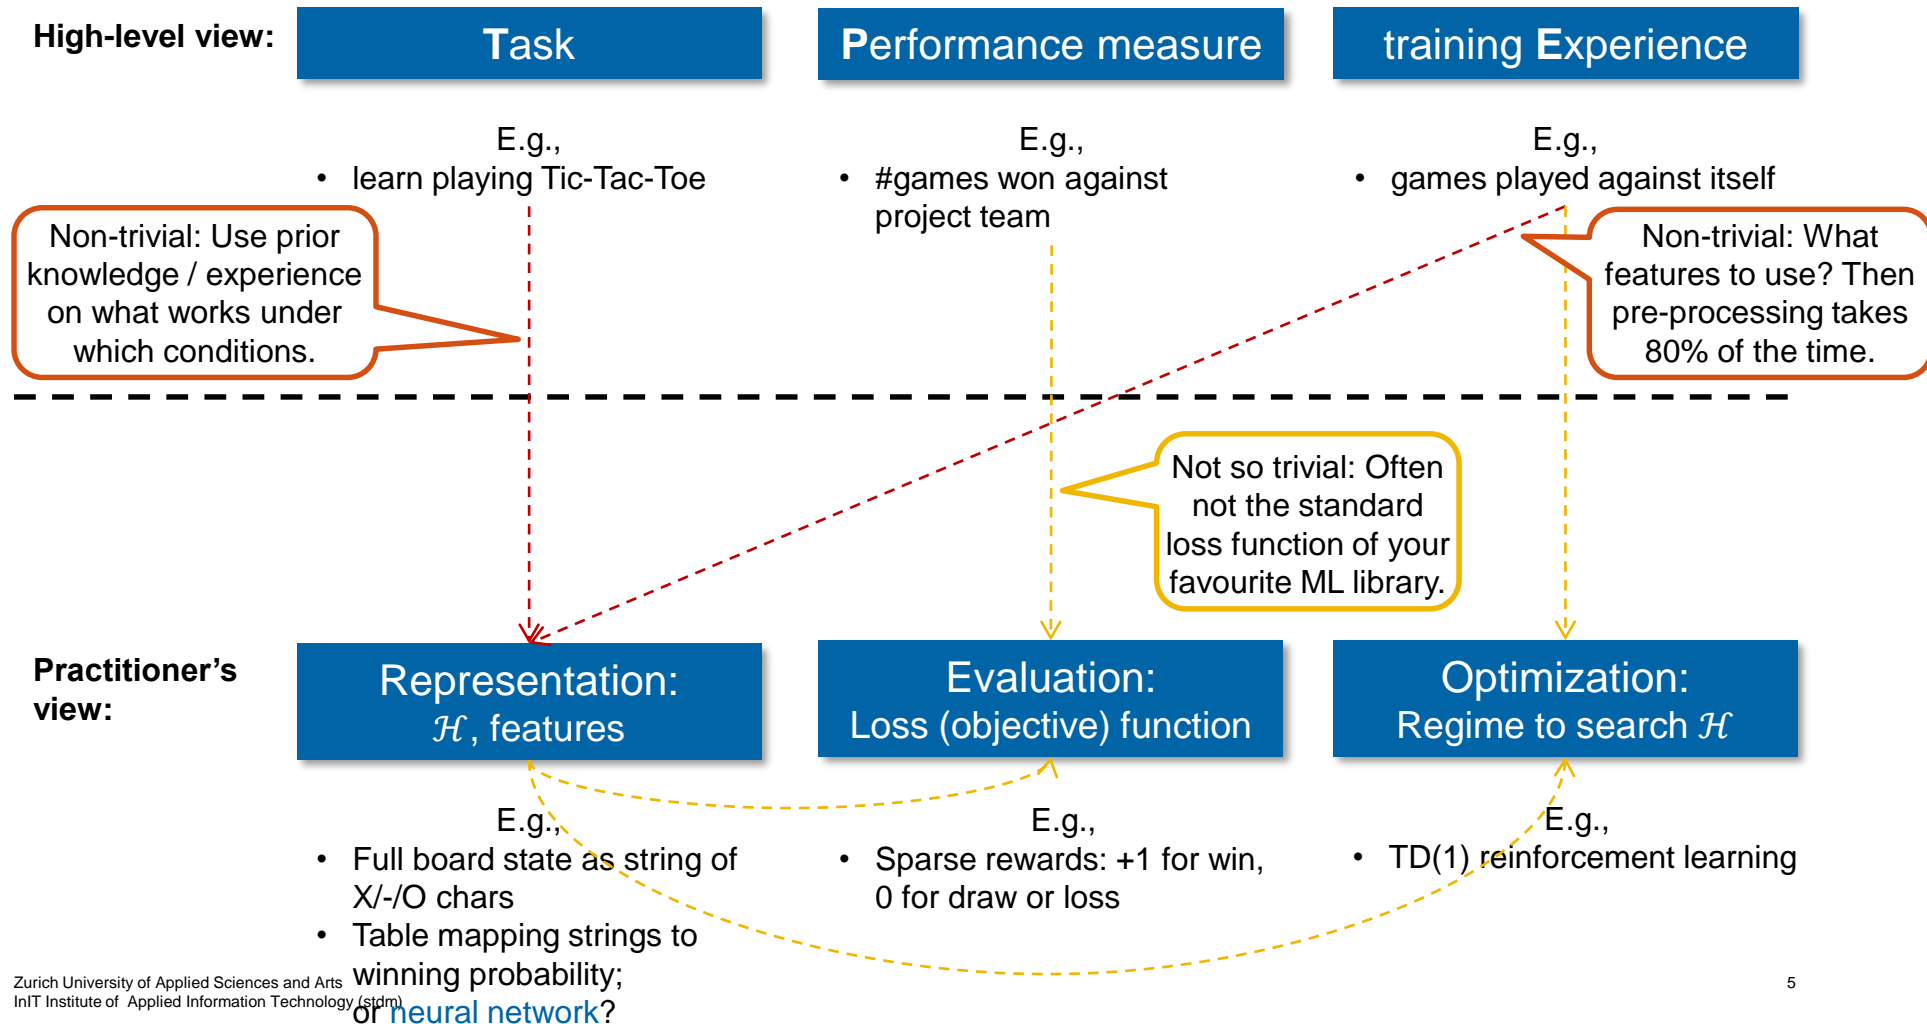 High-level view:
Task
Performance measure
training Experience
E.g.,
• learn playing Tic-Tac-Toe
E.g.,
• #games won against
project team
E.g.,
• games played against itself
Non-trivial: Use prior
knowledge / experience
on what works under
which conditions.
Non-trivial: What
features to use? Then
pre-processing takes
80% of the time.
Not so trivial: Often
not the standard
loss function of your
favourite ML library.
Practitioner’s
view:
Representation:
ℋ, features
Evaluation:
Loss (objective) function
Optimization:
Regime to search ℋ
E.g.,
• Full board state as string of
X/-/O chars
• Table mapping strings to
winning probability;
or neural network?
E.g.,
• Sparse rewards: +1 for win,
0 for draw or loss
E.g.,
• TD(1) reinforcement learning
Zurich University of Applied Sciences and Arts
InIT Institute of Applied Information Technology (stdm)
5